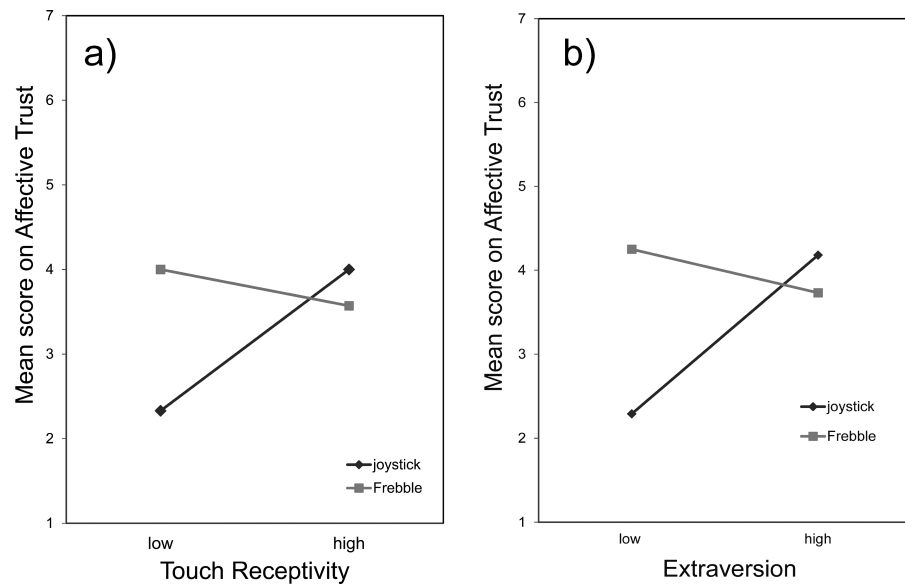 a)
Mean score on Affective Trust
7
6
5
4
3
2
1
low high
Touch Receptivity
joystick
Frebble
b)
Mean score on Affective Trust
7
6
5
4
3
2
1
low high
Extraversion
joystick
Frebble